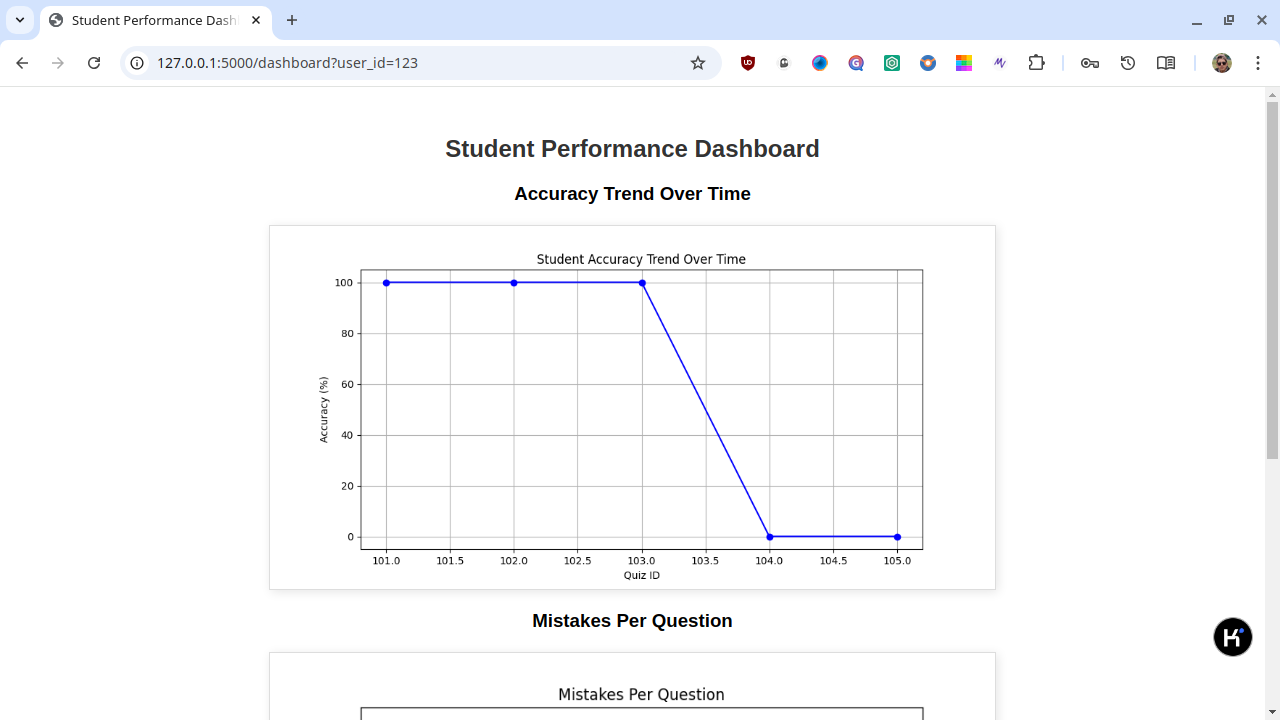 Student Performance Dash
127.0.0.1:5000/dashboard?user_id=123
Student Performance Dashboard
Accuracy Trend Over Time
Student Accuracy Trend Over Time
100
80
60
40
20
0
Accuracy (%)
101.0 101.5 102.0 102.5 103.0 103.5 104.0 104.5 105.0
Quiz ID
Mistakes Per Question
Mistakes Per Question